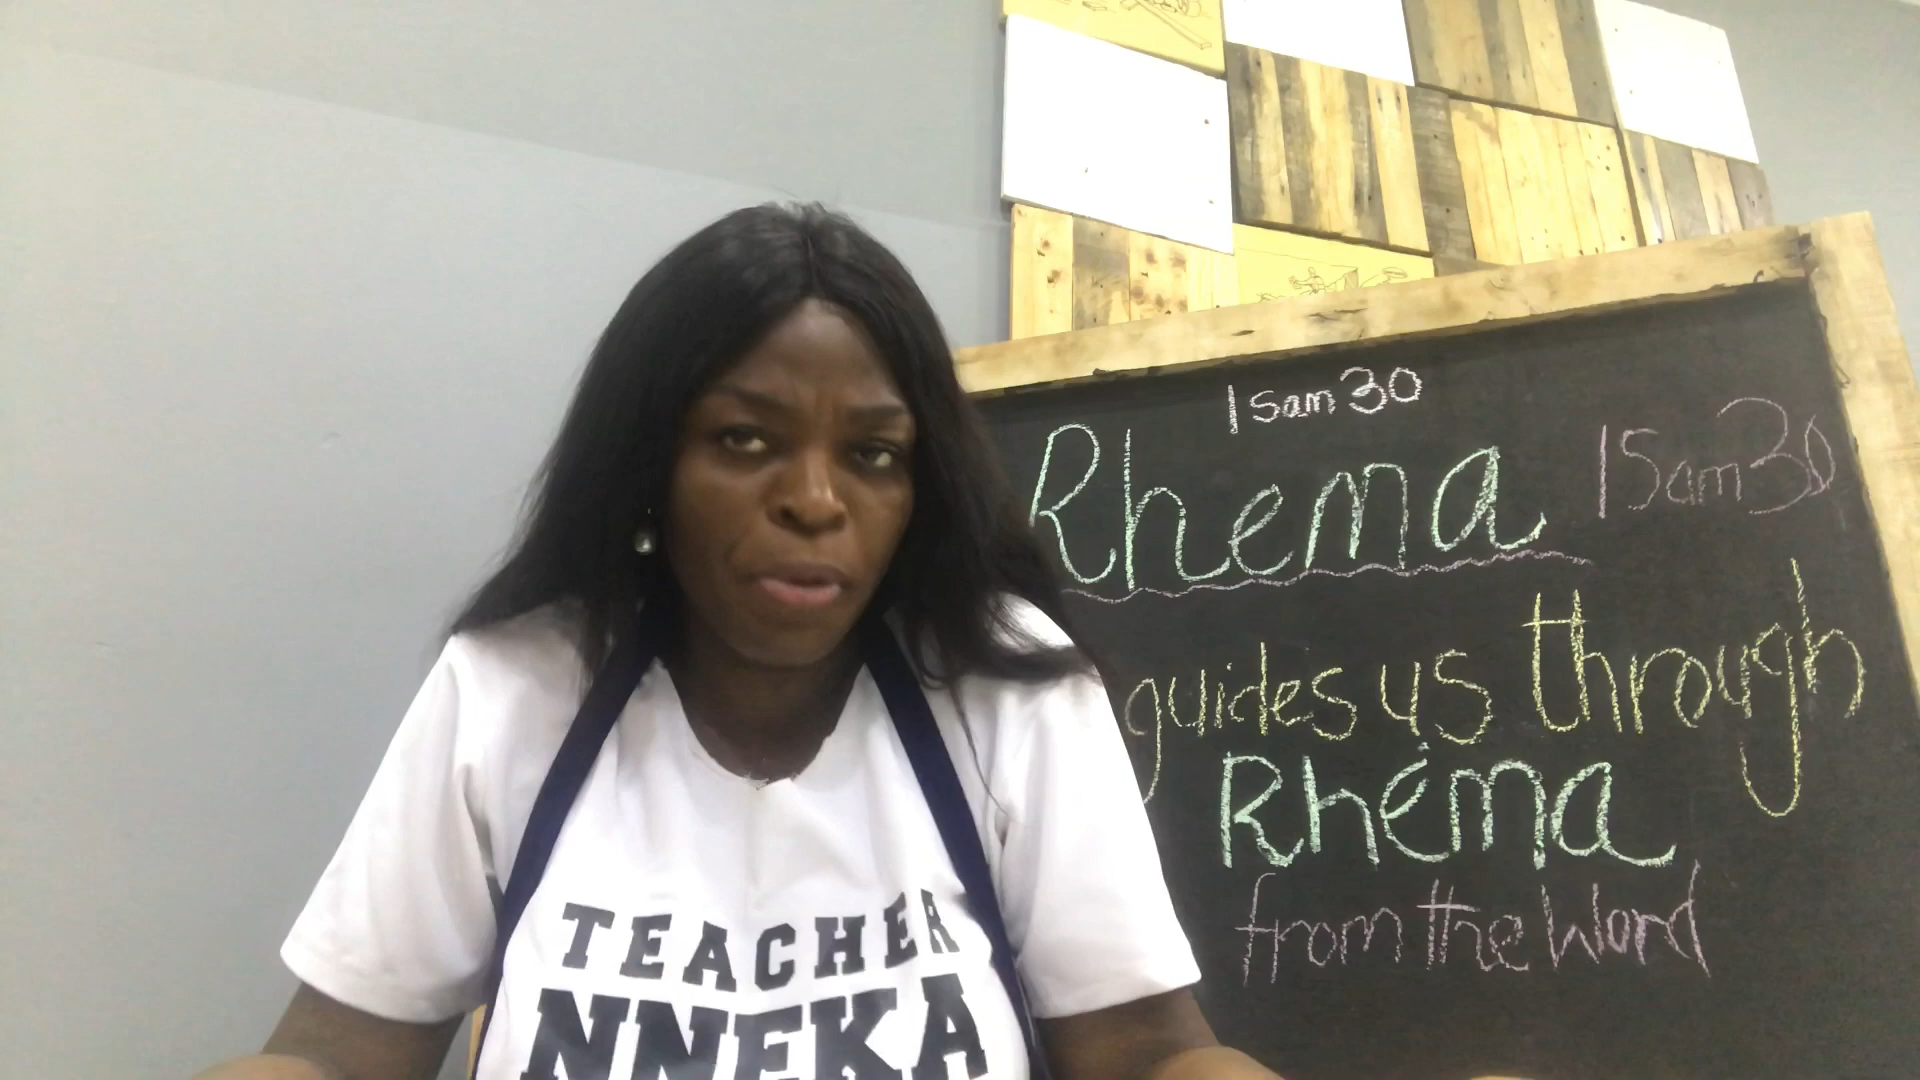 1 Sam 30
Rhema
1 Sam 30
guides us through
Rhema
from the Word
TEACHER
NNEKA